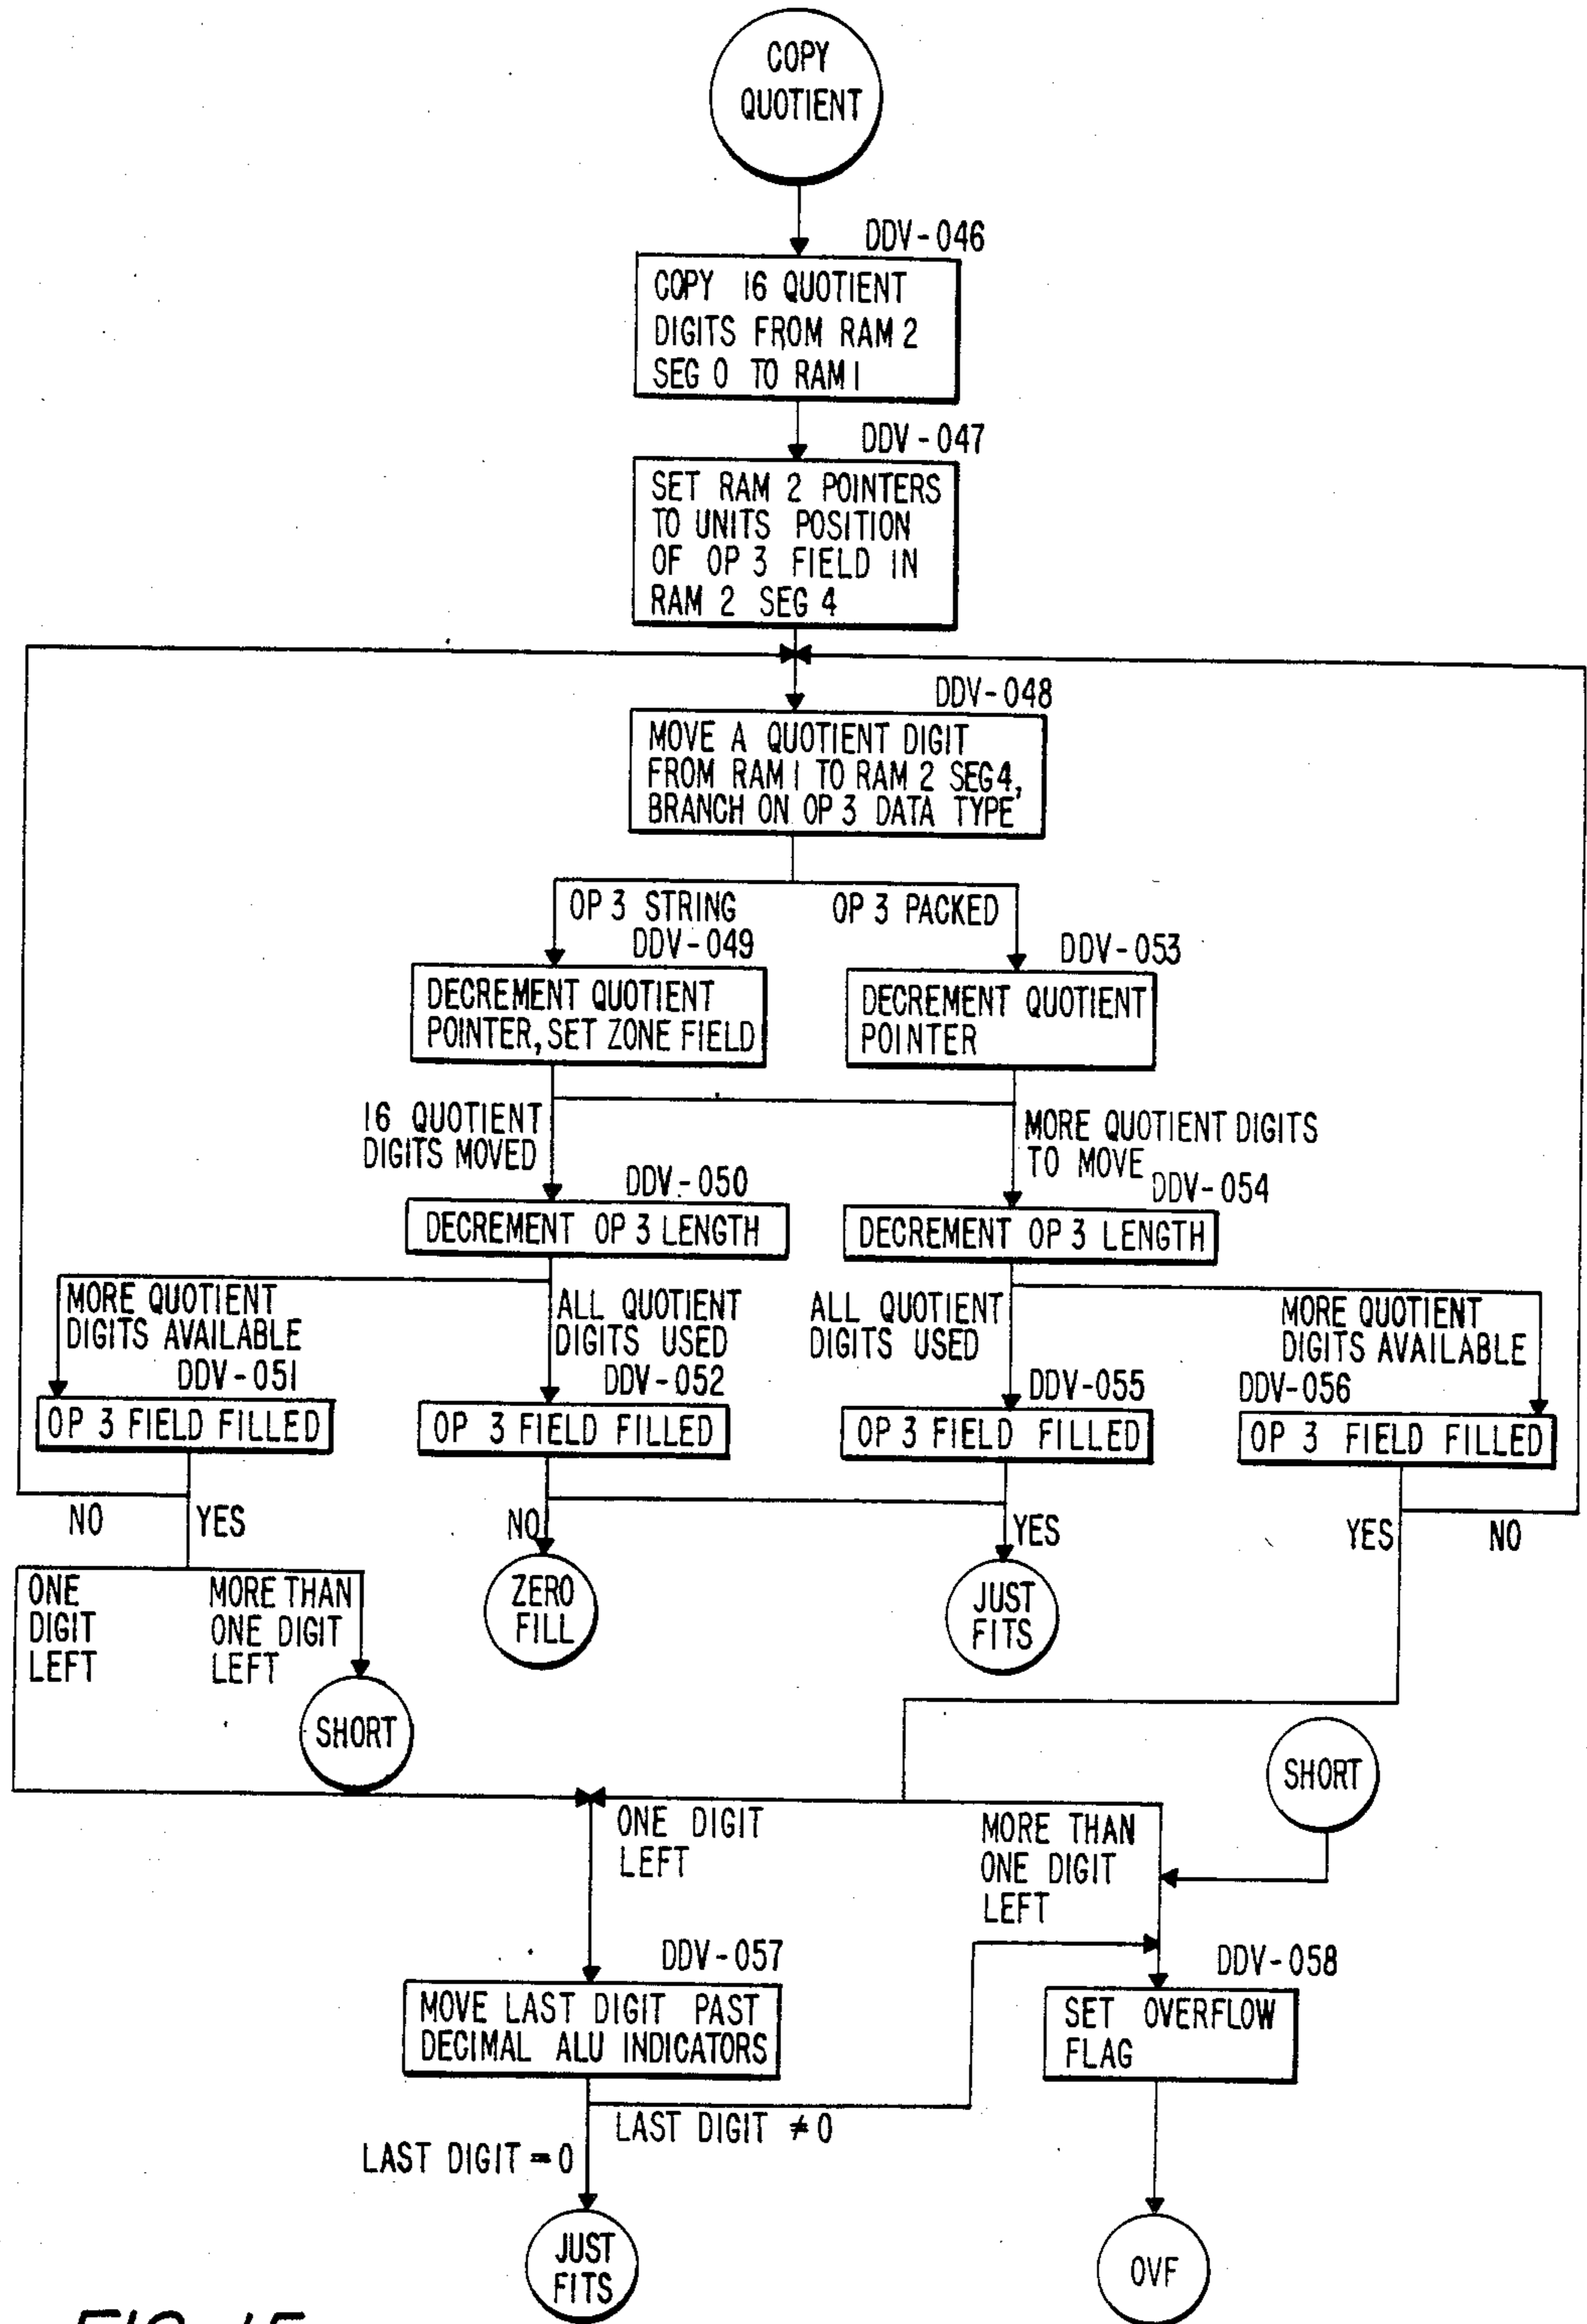 COPY
QUOTIENT
DDV-046
COPY 16 QUOTIENT
DIGITS FROM RAM 2
SEG 0 TO RAM 1
DDV-047
SET RAM 2 POINTERS
TO UNITS POSITION
OF OP 3 FIELD IN
RAM 2 SEG 4
DDV-048
MOVE A QUOTIENT DIGIT
FROM RAM 1 TO RAM 2 SEG 4,
BRANCH ON OP 3 DATA TYPE
OP 3 STRING
DDV-049
OP 3 PACKED
DDV-053
DECREMENT QUOTIENT
POINTER, SET ZONE FIELD
DECREMENT QUOTIENT
POINTER
16 QUOTIENT
DIGITS MOVED
MORE QUOTIENT DIGITS
TO MOVE
DDV-050
DDV-054
DECREMENT OP 3 LENGTH
DECREMENT OP 3 LENGTH
MORE QUOTIENT
DIGITS AVAILABLE
DDV-051
ALL QUOTIENT
DIGITS USED
DDV-052
ALL QUOTIENT
DIGITS USED
DDV-055
MORE QUOTIENT
DIGITS AVAILABLE
DDV-056
OP 3 FIELD FILLED
OP 3 FIELD FILLED
OP 3 FIELD FILLED
OP 3 FIELD FILLED
NO
YES
NO
YES
YES
NO
ONE
DIGIT
LEFT
MORE THAN
ONE DIGIT
LEFT
ZERO
FILL
JUST
FITS
SHORT
SHORT
ONE DIGIT
LEFT
MORE THAN
ONE DIGIT
LEFT
DDV-057
DDV-058
MOVE LAST DIGIT PAST
DECIMAL ALU INDICATORS
SET OVERFLOW
FLAG
LAST DIGIT ≠ 0
LAST DIGIT = 0
JUST
FITS
OVF